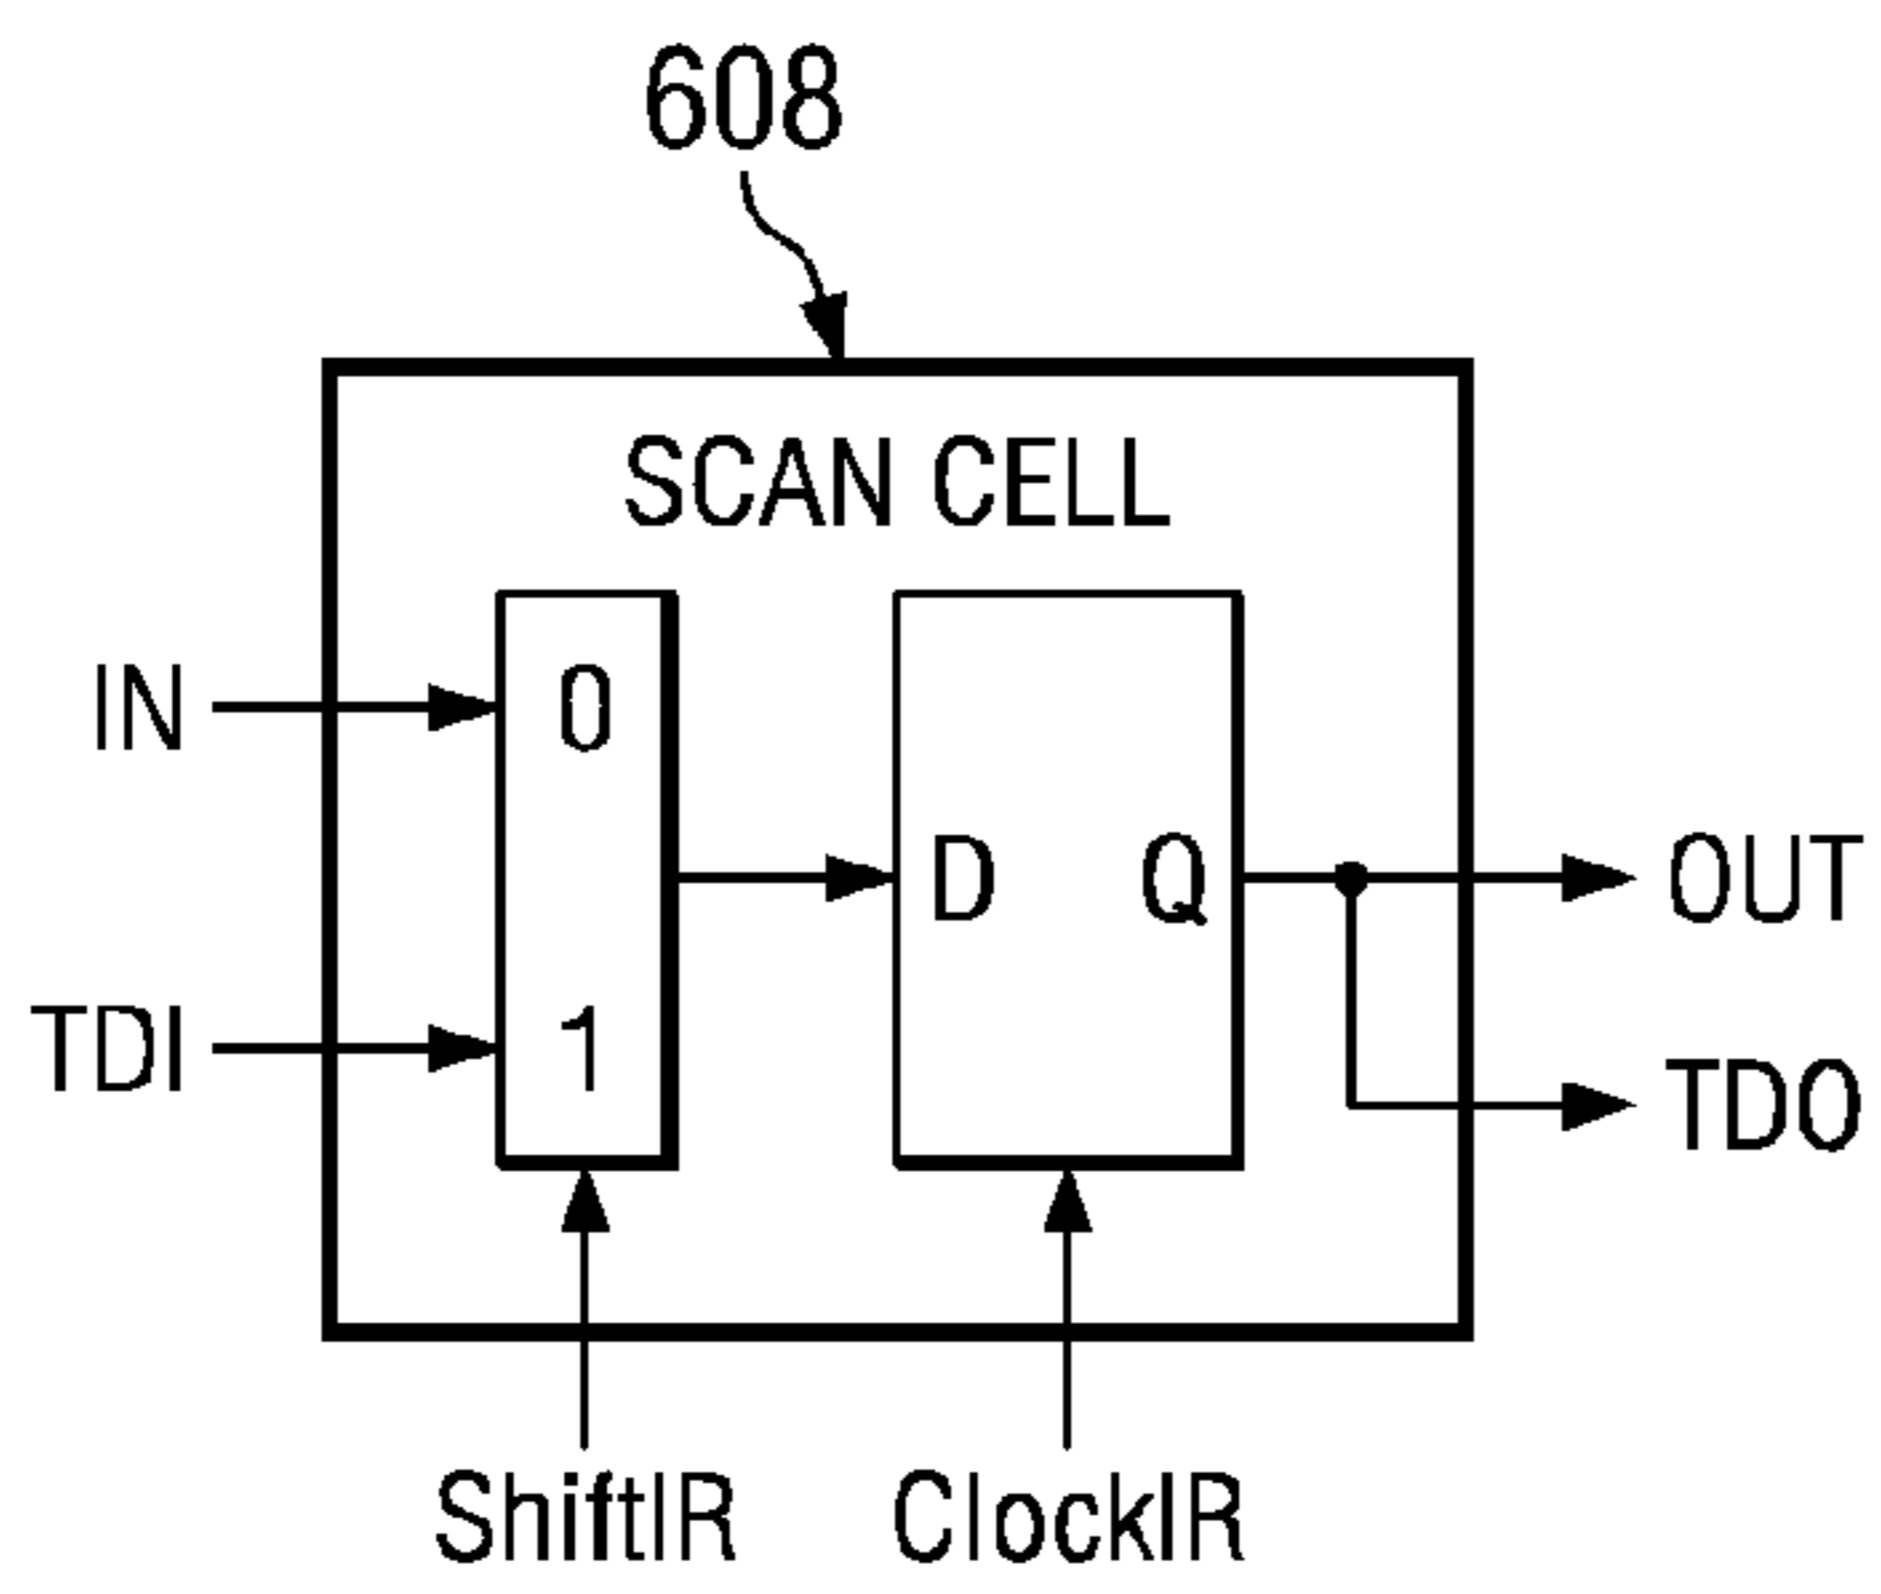 608
SCAN CELL
IN
0
D
Q
OUT
TDI
1
TDO
ShiftIR
ClockIR